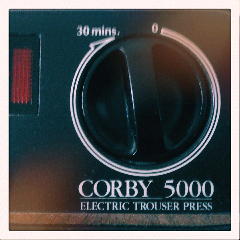 30 mins. 0
CORBY 5000
ELECTRIC TROUSER PRESS